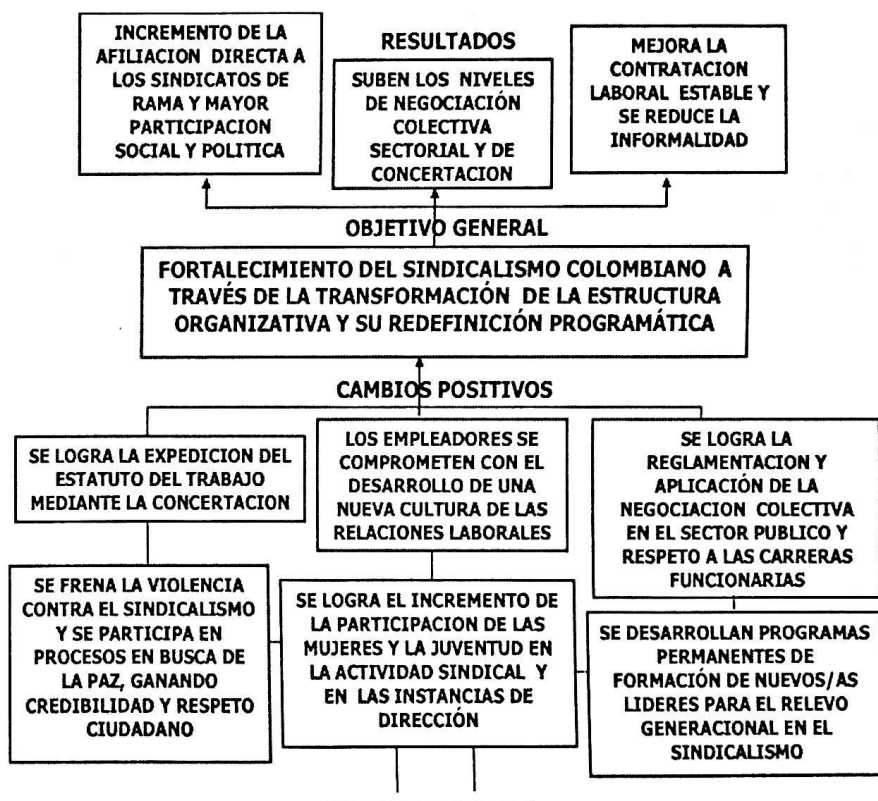 INCREMENTO DE LA
AFILIACION DIRECTA A
LOS SINDICATOS DE
RAMA Y MAYOR
PARTICIPACION
SOCIAL Y POLITICA
RESULTADOS
SUBEN LOS NIVELES
DE NEGOCIACIÓN
COLECTIVA
SECTORIAL Y DE
CONCERTACION
MEJORA LA
CONTRATACION
LABORAL ESTABLE Y
SE REDUCE LA
INFORMALIDAD
OBJETIVO GENERAL
FORTALECIMIENTO DEL SINDICALISMO COLOMBIANO A
TRAVÉS DE LA TRANSFORMACIÓN DE LA ESTRUCTURA
ORGANIZATIVA Y SU REDEFINICIÓN PROGRAMÁTICA
CAMBIOS POSITIVOS
SE LOGRA LA EXPEDICION DEL
ESTATUTO DEL TRABAJO
MEDIANTE LA CONCERTACION
LOS EMPLEADORES SE
COMPROMETEN CON EL
DESARROLLO DE UNA
NUEVA CULTURA DE LAS
RELACIONES LABORALES
SE LOGRA LA
REGLAMENTACION Y
APLICACIÓN DE LA
NEGOCIACION COLECTIVA
EN EL SECTOR PUBLICO Y
RESPETO A LAS CARRERAS
FUNCIONARIAS
SE FRENA LA VIOLENCIA
CONTRA EL SINDICALISMO
Y SE PARTICIPA EN
PROCESOS EN BUSCA DE
LA PAZ, GANANDO
CREDIBILIDAD Y RESPETO
CIUDADANO
SE LOGRA EL INCREMENTO DE
LA PARTICIPACION DE LAS
MUJERES Y LA JUVENTUD EN
LA ACTIVIDAD SINDICAL Y
EN LAS INSTANCIAS DE
DIRECCIÓN
SE DESARROLLAN PROGRAMAS
PERMANENTES DE
FORMACIÓN DE NUEVOS/AS
LIDERES PARA EL RELEVO
GENERACIONAL EN EL
SINDICALISMO